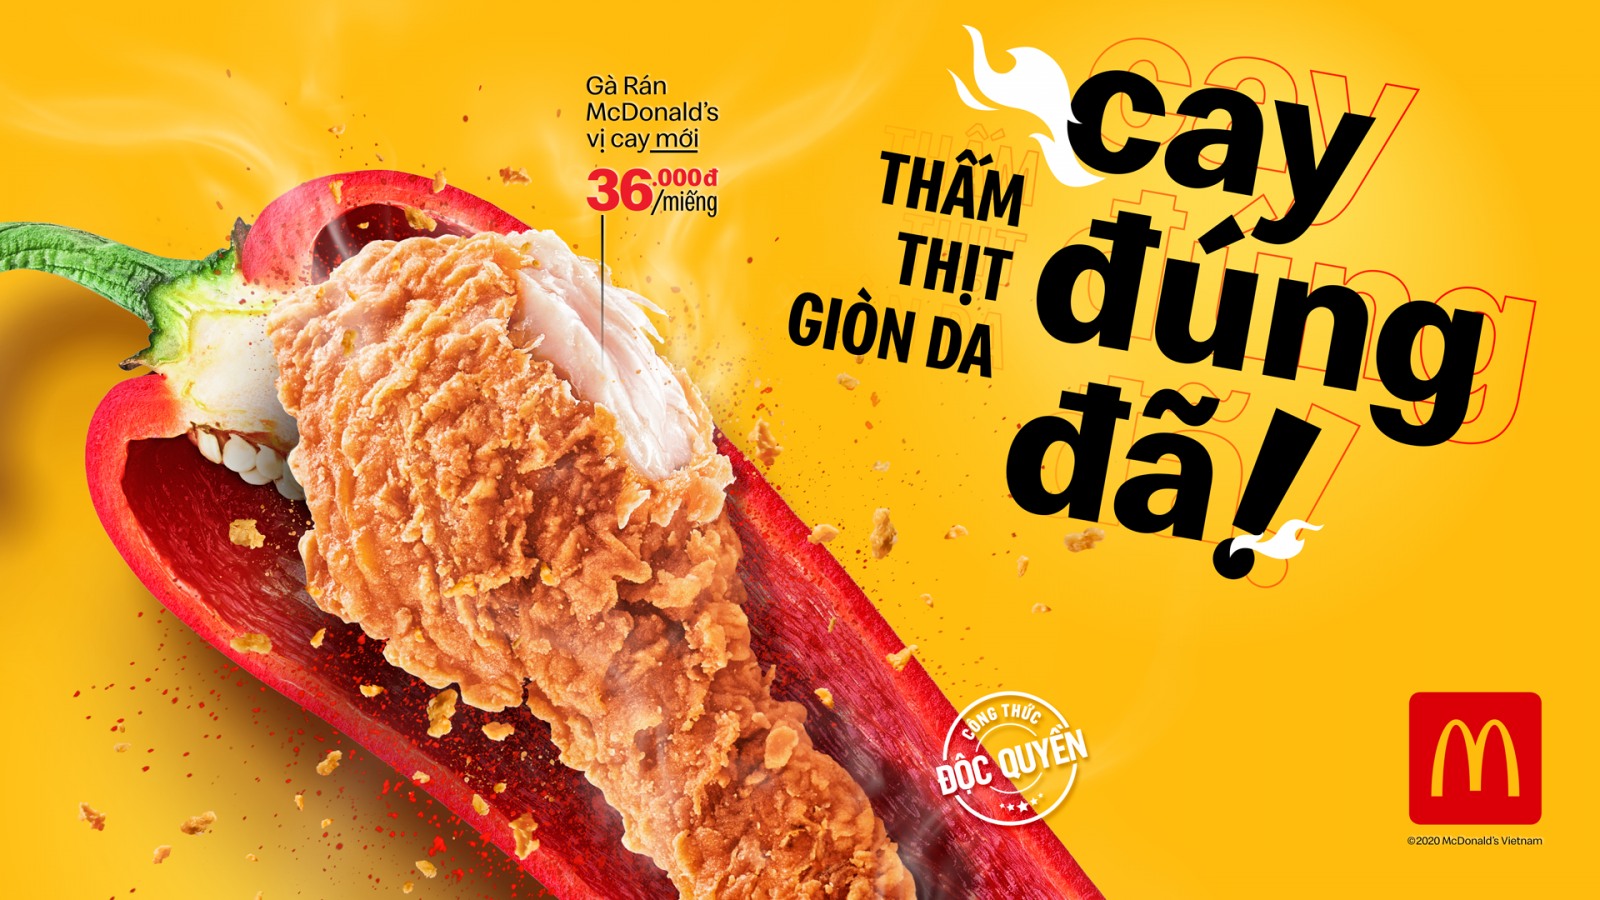 Gà Rán
McDonald's
vị cay mới
36.000đ
/miếng
THẤM
THỊT
GIÒN DA
cay
đúng
đã!
CÔNG THỨC
ĐỘC QUYỀN
©2020 McDonald's Vietnam